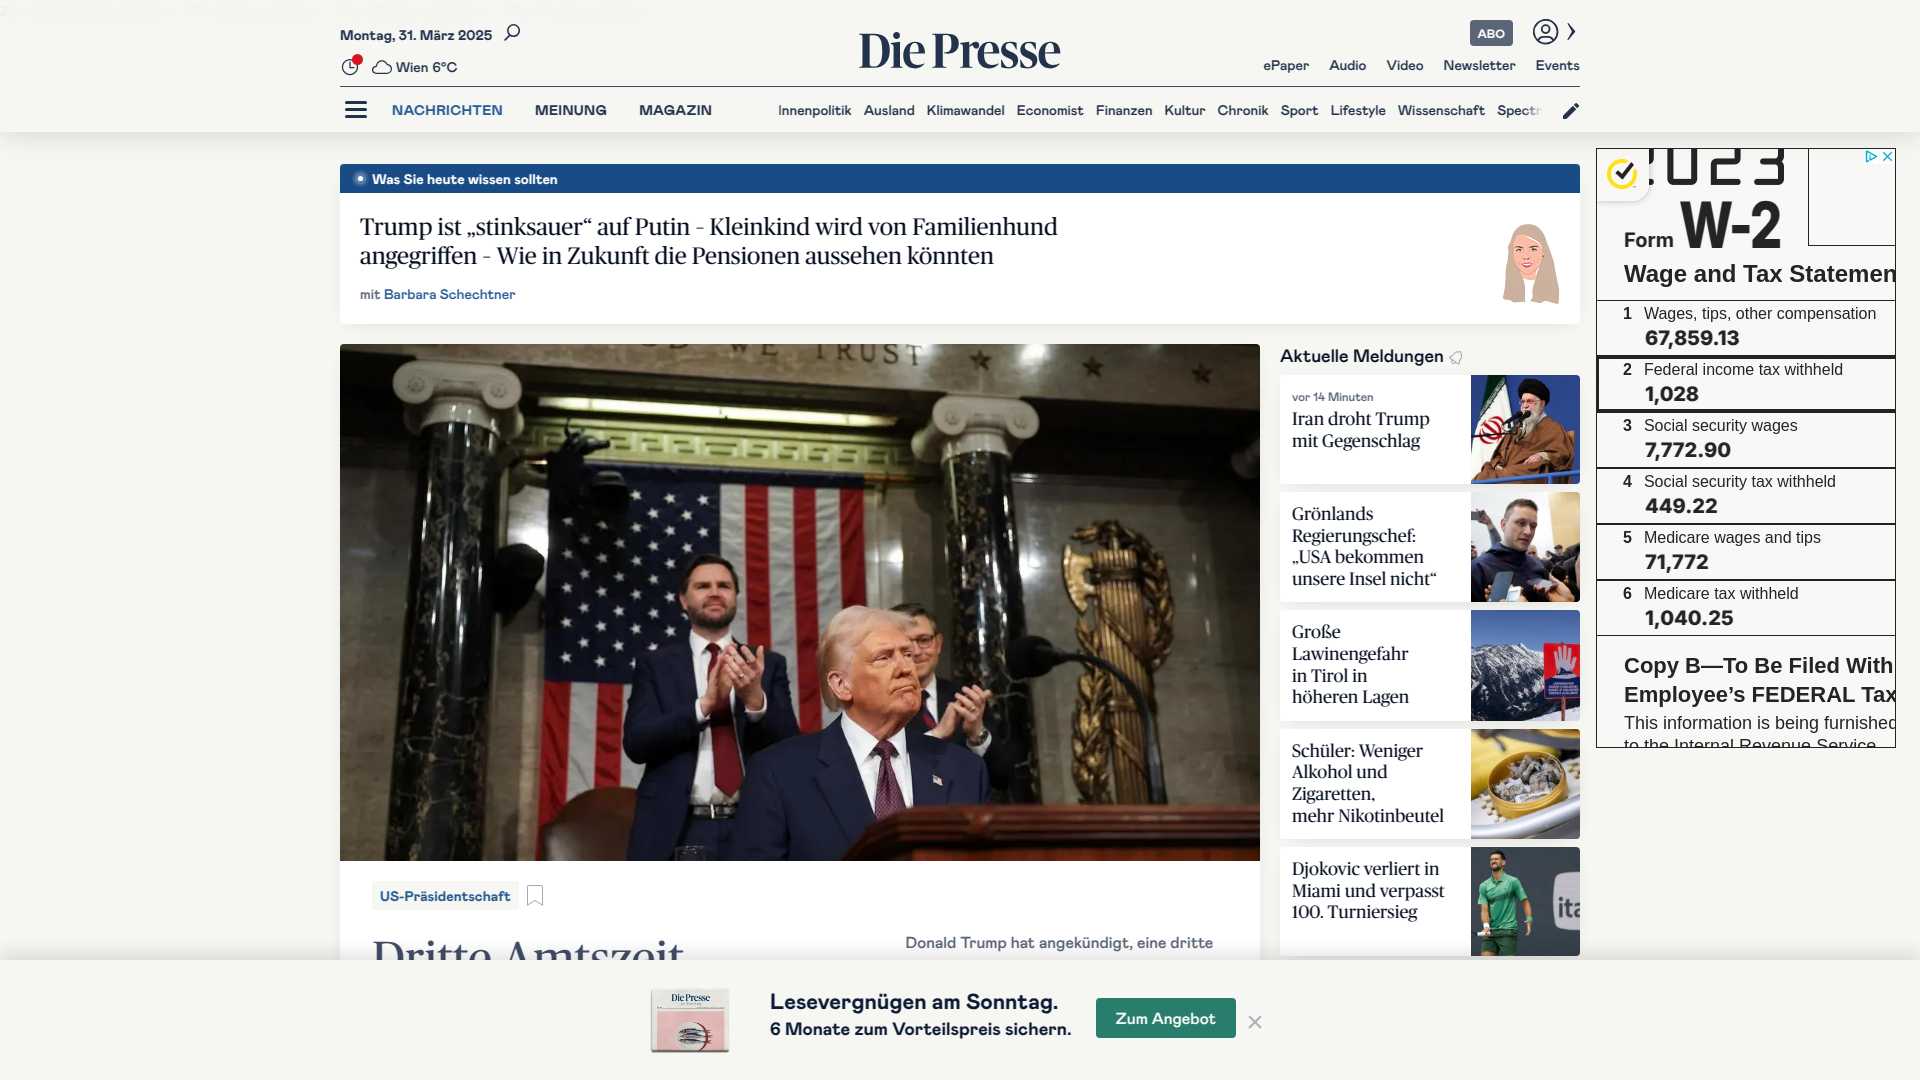 Montag, 31. März 2025
Wien 6°C
Die Presse
ABO
ePaper Audio Video Newsletter Events
NACHRICHTEN MEINUNG MAGAZIN
Innenpolitik Ausland Klimawandel Economist Finanzen Kultur Chronik Sport Lifestyle Wissenschaft
Was Sie heute wissen sollten
Trump ist „stinksauer“ auf Putin – Kleinkind wird von Familienhund
angegriffen – Wie in Zukunft die Pensionen aussehen könnten
mit Barbara Schechtner
WE TRUST
US-Präsidentschaft
Dritte Amtszeit
Donald Trump hat angekündigt, eine dritte
Aktuelle Meldungen
vor 14 Minuten
Iran droht Trump
mit Gegenschlag
Grönlands
Regierungschef:
„USA bekommen
unsere Insel nicht“
Große
Lawinengefahr
in Tirol in
höheren Lagen
Schüler: Weniger
Alkohol und
Zigaretten,
mehr Nikotinbeutel
Djokovic verliert in
Miami und verpasst
100. Turniersieg
ita
2023
Form W-2
Wage and Tax Statemen
1 Wages, tips, other compensation
67,859.13
2 Federal income tax withheld
1,028
3 Social security wages
7,772.90
4 Social security tax withheld
449.22
5 Medicare wages and tips
71,772
6 Medicare tax withheld
1,040.25
Copy B—To Be Filed With
Employee’s FEDERAL Tax
This information is being furnished
to the Internal Revenue Service
Die Presse
Lesevergnügen am Sonntag.
6 Monate zum Vorteilspreis sichern.
Zum Angebot